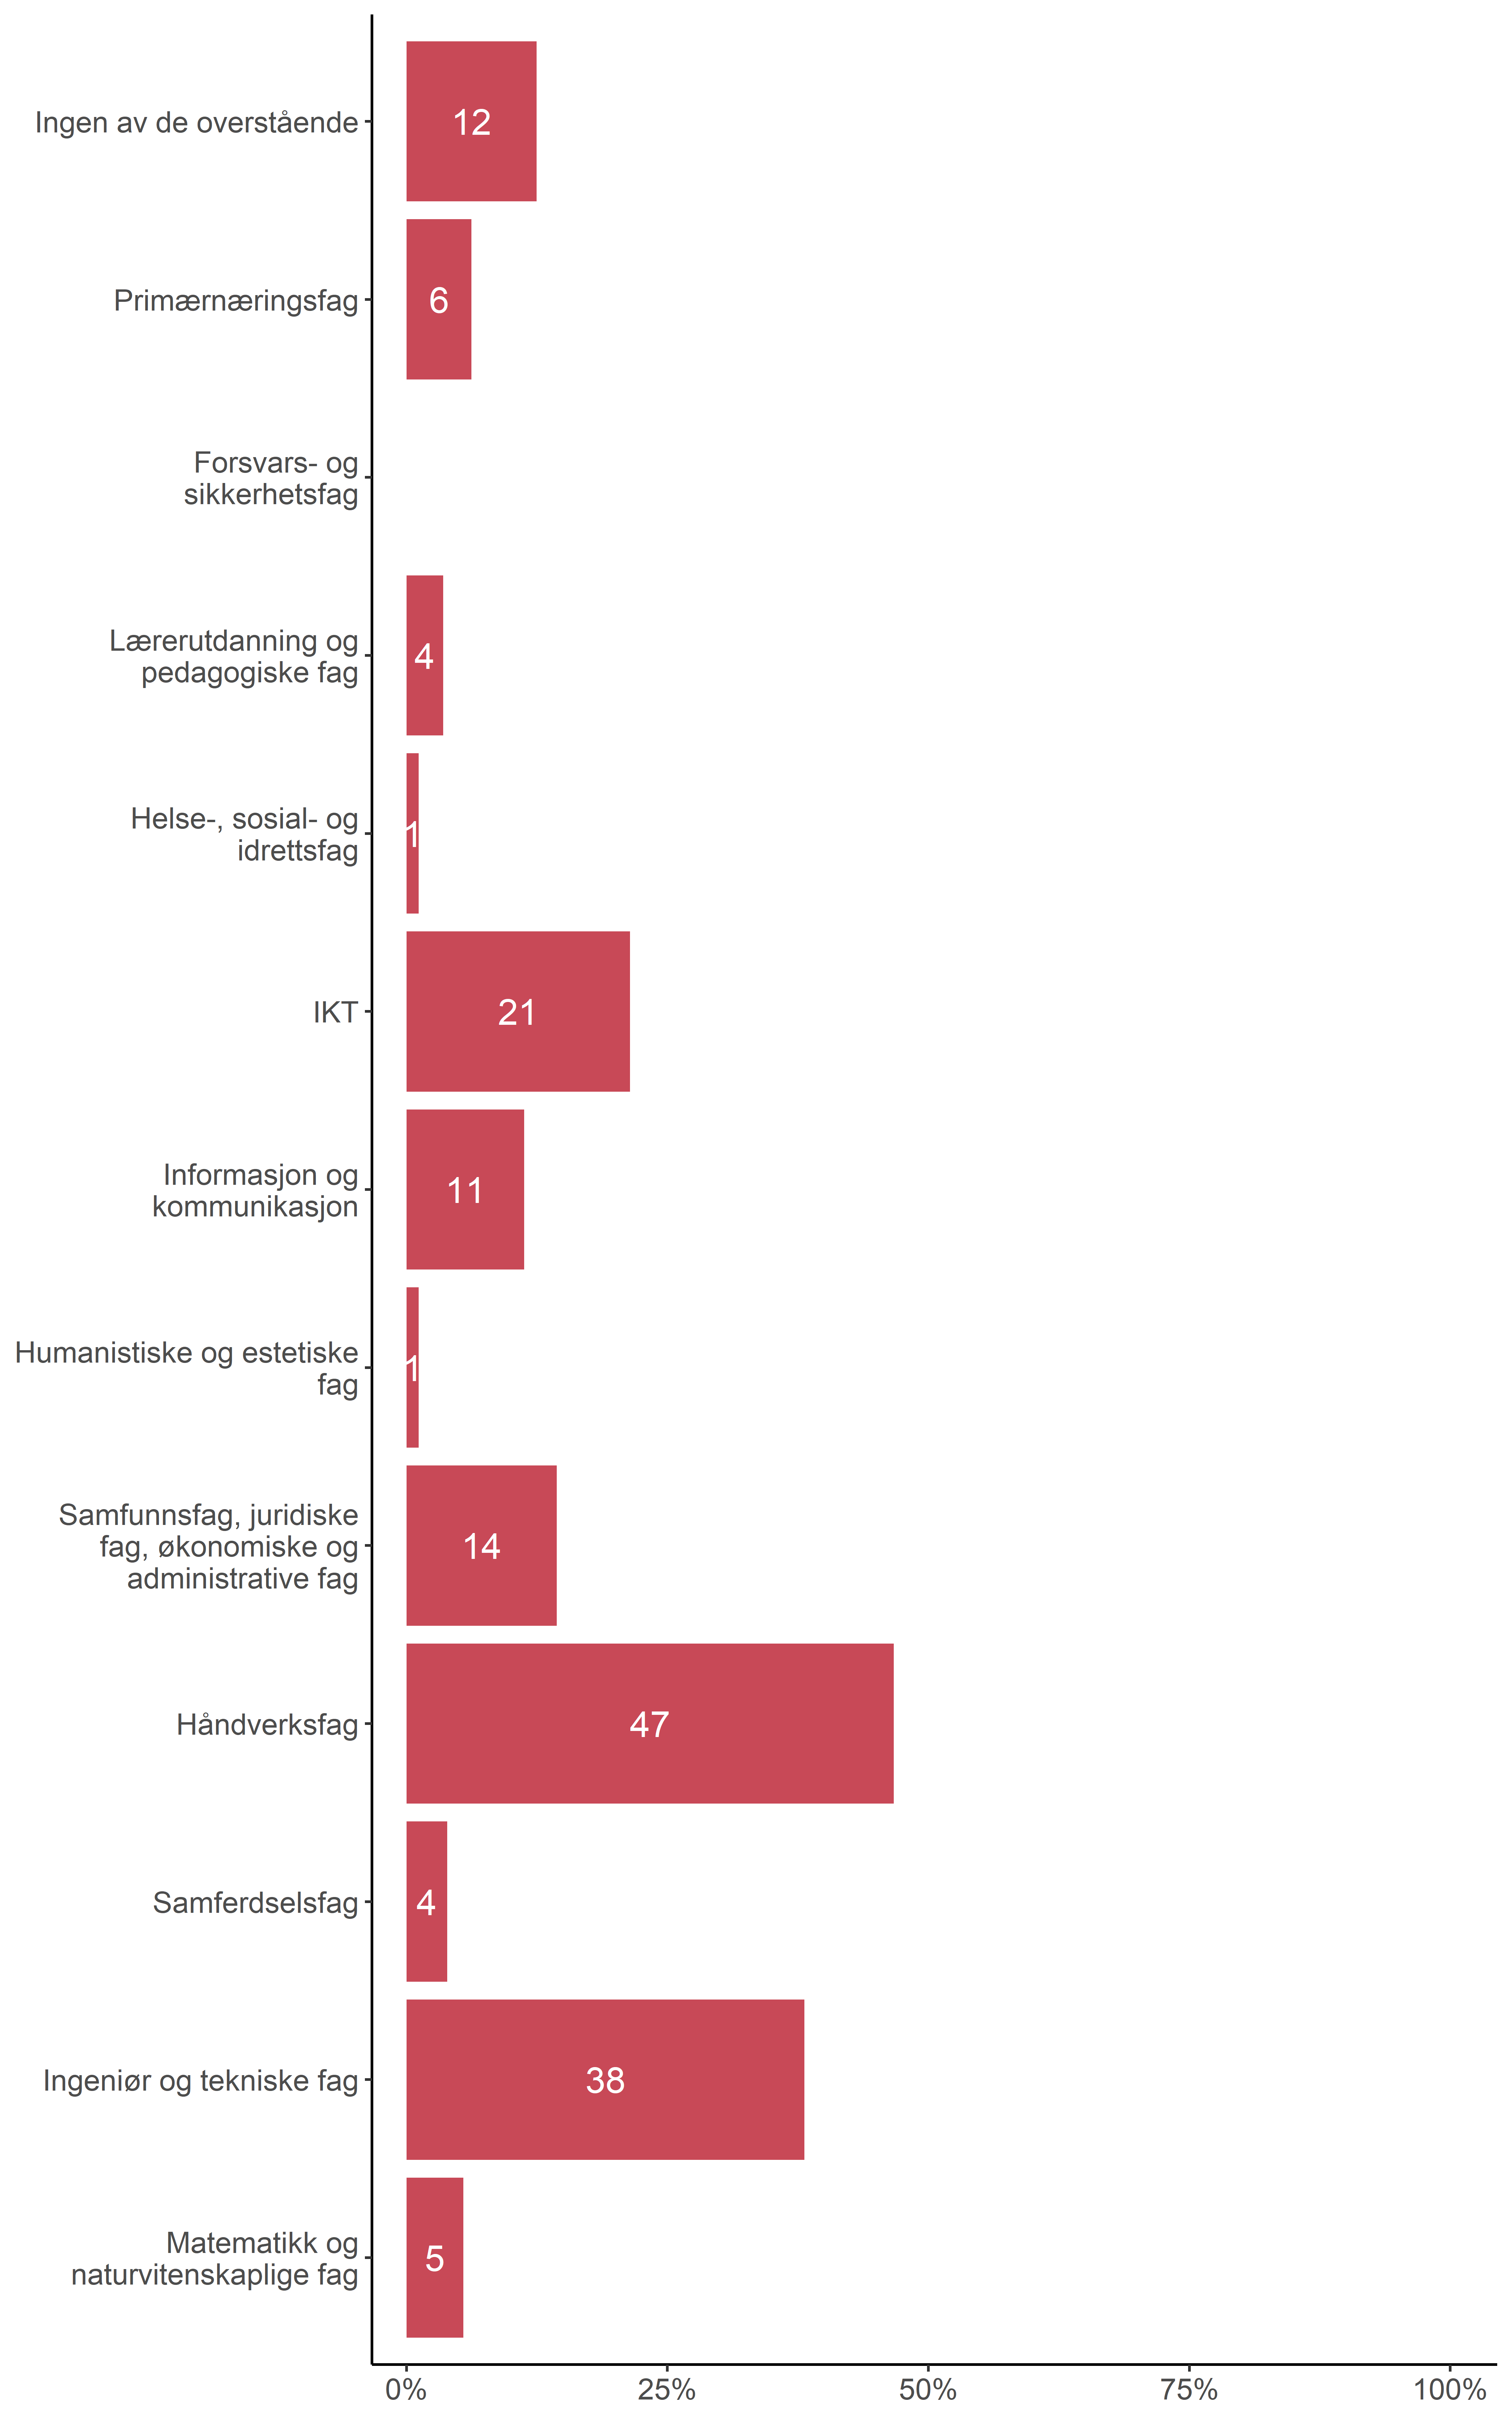 Ingen av de overstående
12
Primærnæringsfag
6
Forsvars- og
sikkerhetsfag
Lærerutdanning og
pedagogiske fag
4
Helse-, sosial- og
idrettsfag
1
IKT
21
Informasjon og
kommunikasjon
11
Humanistiske og estetiske
fag
1
Samfunnsfag, juridiske
fag, økonomiske og
administrative fag
14
Håndverksfag
47
Samferdselsfag
4
Ingeniør og tekniske fag
38
Matematikk og
naturvitenskaplige fag
5
0% 25% 50% 75% 100%